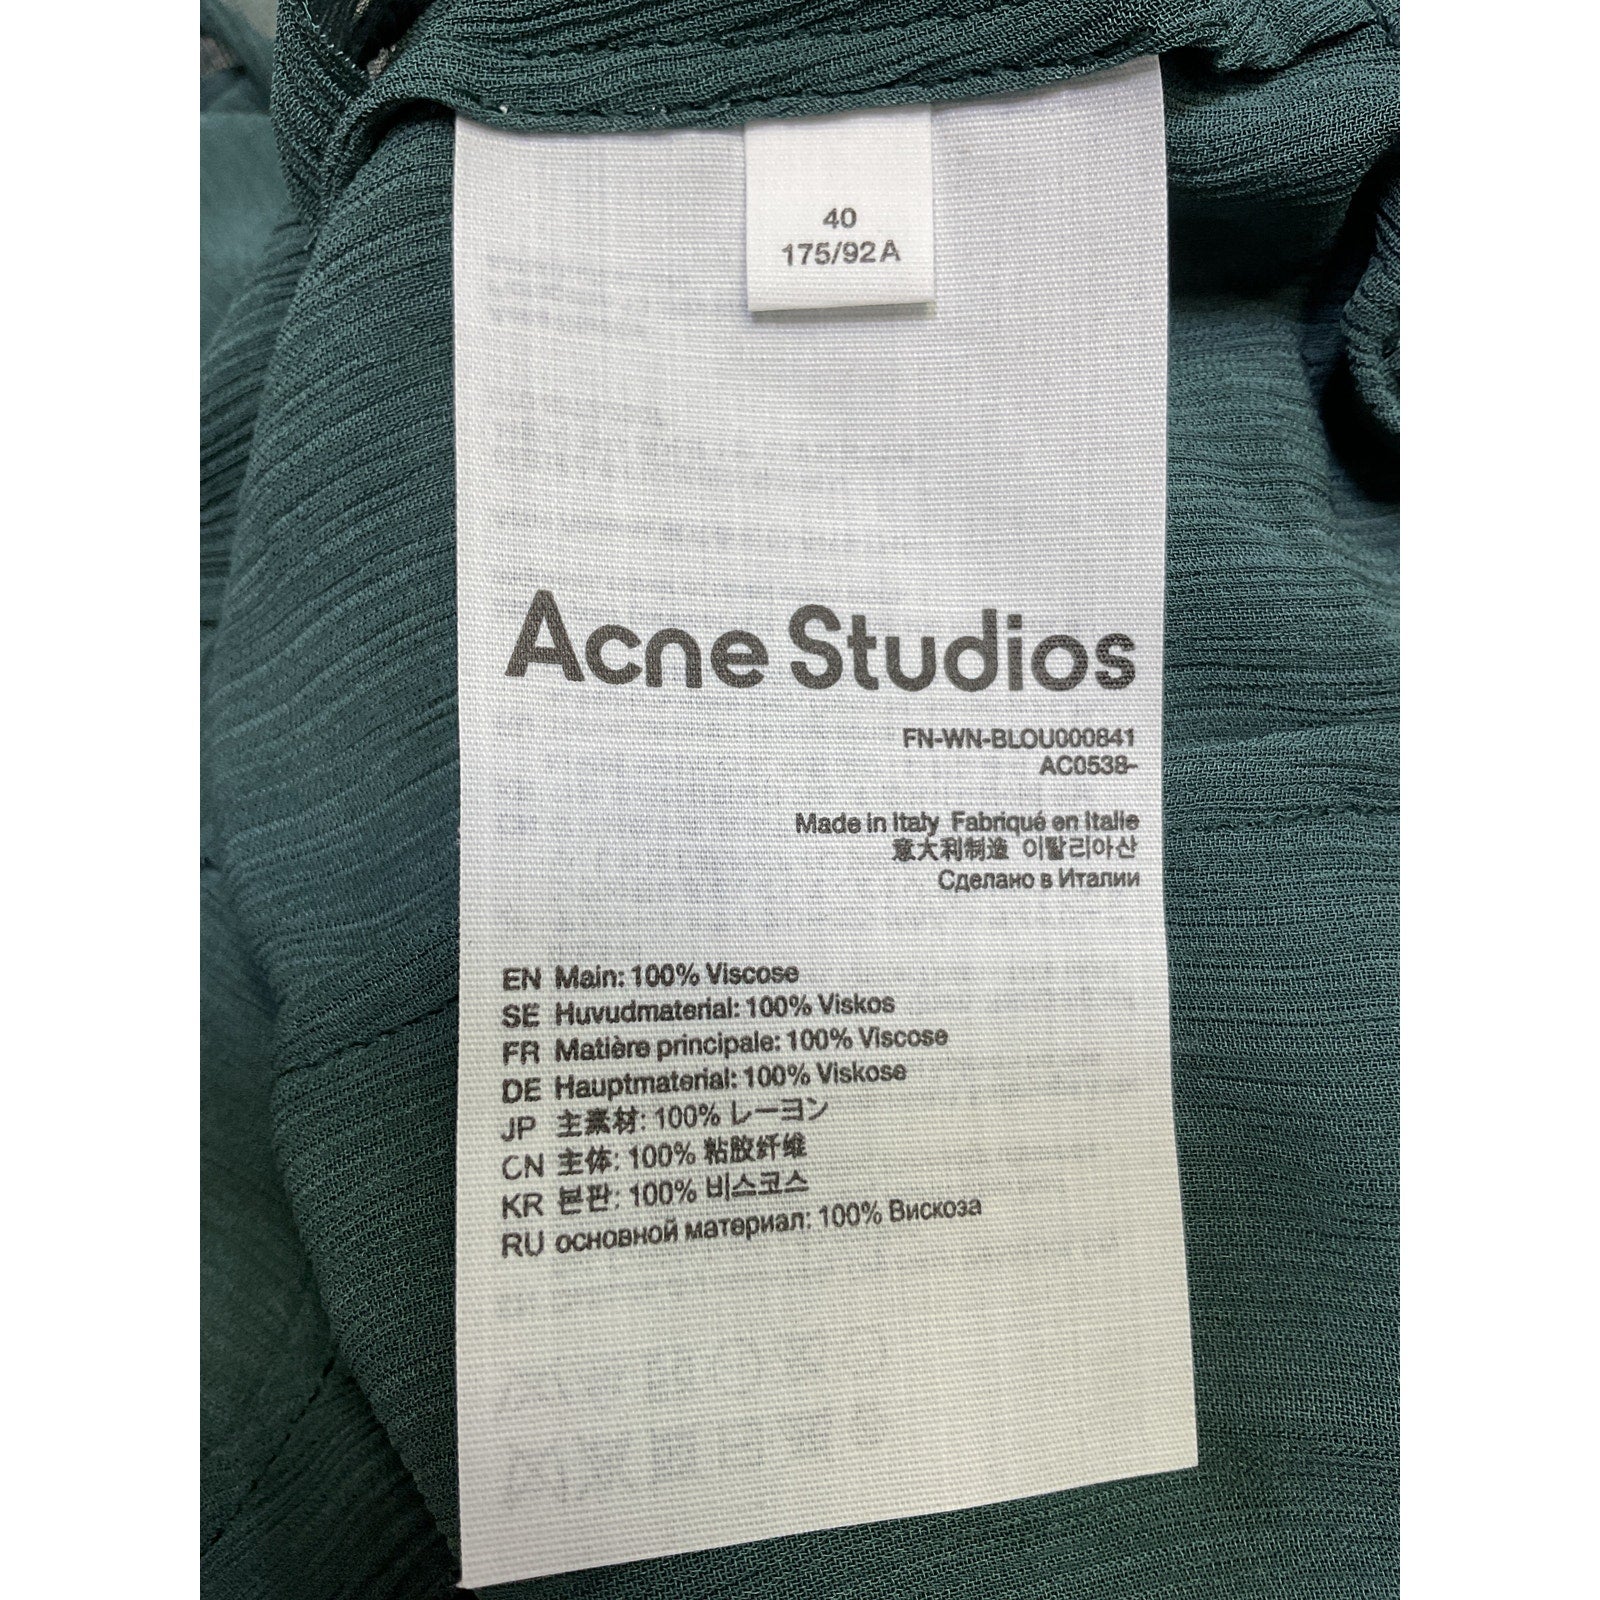 40
175/92A
Acne Studios
FN-WN-BLOU000841
AC0538-
Made in Italy Fabriqué en Italie
意大利制造 이탈리아산
Сделано в Италии
EN Main: 100% Viscose
SE Huvudmaterial: 100% Viskos
FR Matière principale: 100% Viscose
DE Hauptmaterial: 100% Viskose
JP 主素材: 100% レーヨン
CN 主体: 100% 粘胶纤维
KR 본판: 100% 비스코스
RU основной материал: 100% Вискоза